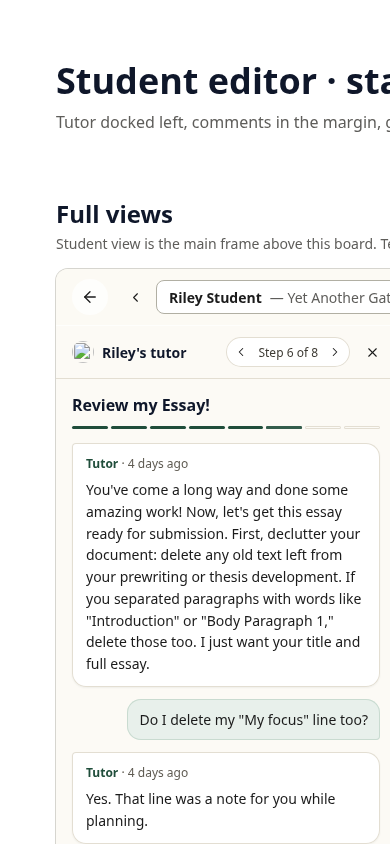 Student editor · sta
Tutor docked left, comments in the margin, g
Full views
Student view is the main frame above this board. Te
Riley Student — Yet Another Gat
Riley's tutor
Step 6 of 8
Review my Essay!
Tutor · 4 days ago
You've come a long way and done some
amazing work! Now, let's get this essay
ready for submission. First, declutter your
document: delete any old text left from
your prewriting or thesis development. If
you separated paragraphs with words like
"Introduction" or "Body Paragraph 1,"
delete those too. I just want your title and
full essay.
Do I delete my "My focus" line too?
Tutor · 4 days ago
Yes. That line was a note for you while
planning.